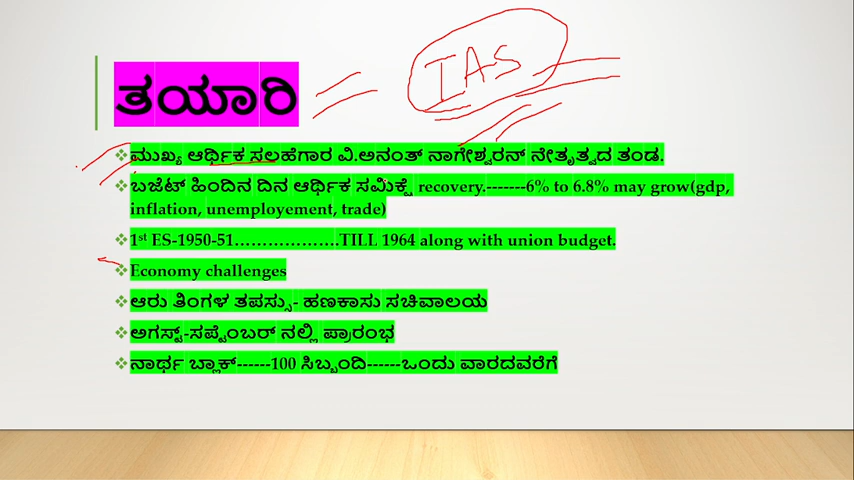 ತಯಾರಿ
IAS
ಮುಖ್ಯ ಆರ್ಥಿಕ ಸಲಹೆಗಾರ ವಿ.ಅನಂತ್ ನಾಗೇಶ್ವರನ್ ನೇತೃತ್ವದ ತಂಡ.
ಬಜೆಟ್ ಹಿಂದಿನ ದಿನ ಆರ್ಥಿಕ ಸಮಿಕ್ಷೆ recovery.-------6% to 6.8% may grow(gdp,
inflation, unemployement, trade)
1st ES-1950-51....................TILL 1964 along with union budget.
Economy challenges
ಆರು ತಿಂಗಳ ತಪಸ್ಸು- ಹಣಕಾಸು ಸಚಿವಾಲಯ
ಅಗಸ್ಟ್-ಸಪ್ಟೆಂಬರ್ ನಲ್ಲಿ ಪ್ರಾರಂಭ
ನಾರ್ಥ ಬ್ಲಾಕ್------100 ಸಿಬ್ಬಂದಿ------ಒಂದು ವಾರದವರೆಗೆ